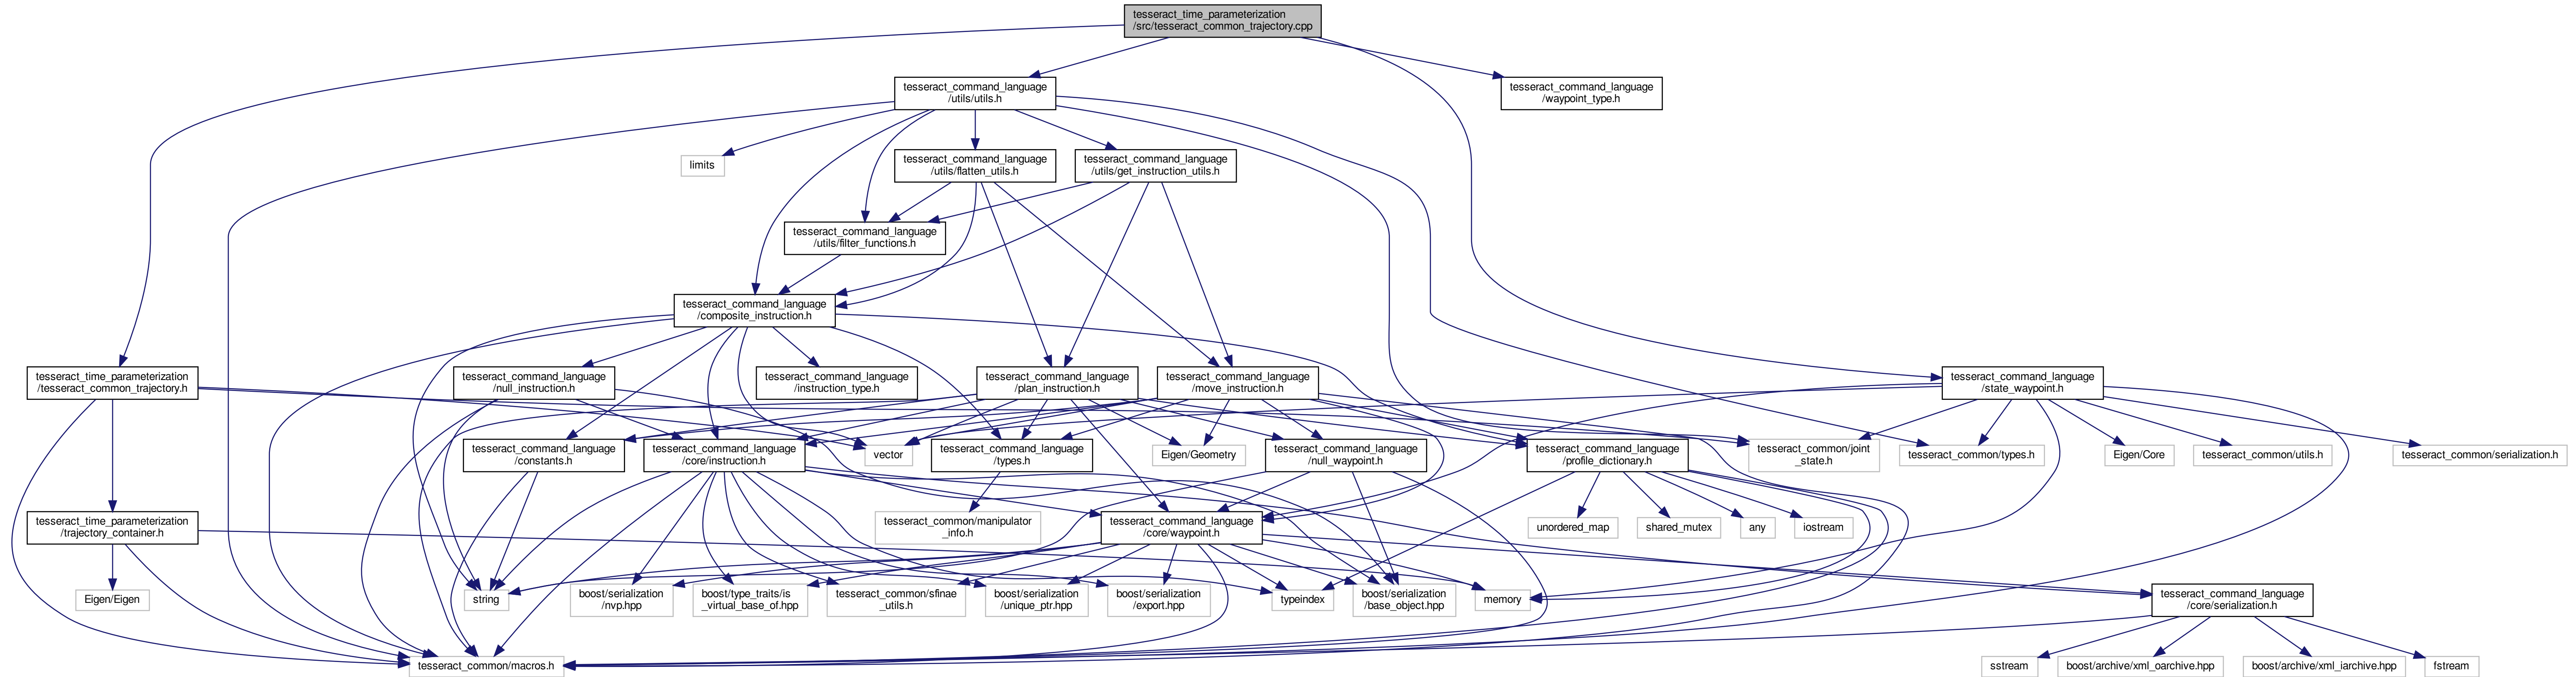 tesseract_time_parameterization
/src/tesseract_common_trajectory.cpp
tesseract_command_language
/utils/utils.h
tesseract_command_language
/waypoint_type.h
limits
tesseract_command_language
/utils/flatten_utils.h
tesseract_command_language
/utils/get_instruction_utils.h
tesseract_command_language
/utils/filter_functions.h
tesseract_command_language
/composite_instruction.h
tesseract_time_parameterization
/tesseract_common_trajectory.h
tesseract_command_language
/null_instruction.h
tesseract_command_language
/instruction_type.h
tesseract_command_language
/plan_instruction.h
tesseract_command_language
/move_instruction.h
tesseract_command_language
/state_waypoint.h
tesseract_command_language
/constants.h
tesseract_command_language
/core/instruction.h
vector
tesseract_command_language
/types.h
Eigen/Geometry
tesseract_command_language
/null_waypoint.h
tesseract_command_language
/profile_dictionary.h
tesseract_common/joint
_state.h
tesseract_common/types.h
Eigen/Core
tesseract_common/utils.h
tesseract_common/serialization.h
tesseract_time_parameterization
/trajectory_container.h
tesseract_common/manipulator
_info.h
tesseract_command_language
/core/waypoint.h
unordered_map
shared_mutex
any
iostream
Eigen/Eigen
string
boost/serialization
/nvp.hpp
boost/type_traits/is
_virtual_base_of.hpp
tesseract_common/sfinae
_utils.h
boost/serialization
/unique_ptr.hpp
boost/serialization
/export.hpp
typeindex
boost/serialization
/base_object.hpp
memory
tesseract_command_language
/core/serialization.h
tesseract_common/macros.h
sstream
boost/archive/xml_oarchive.hpp
boost/archive/xml_iarchive.hpp
fstream